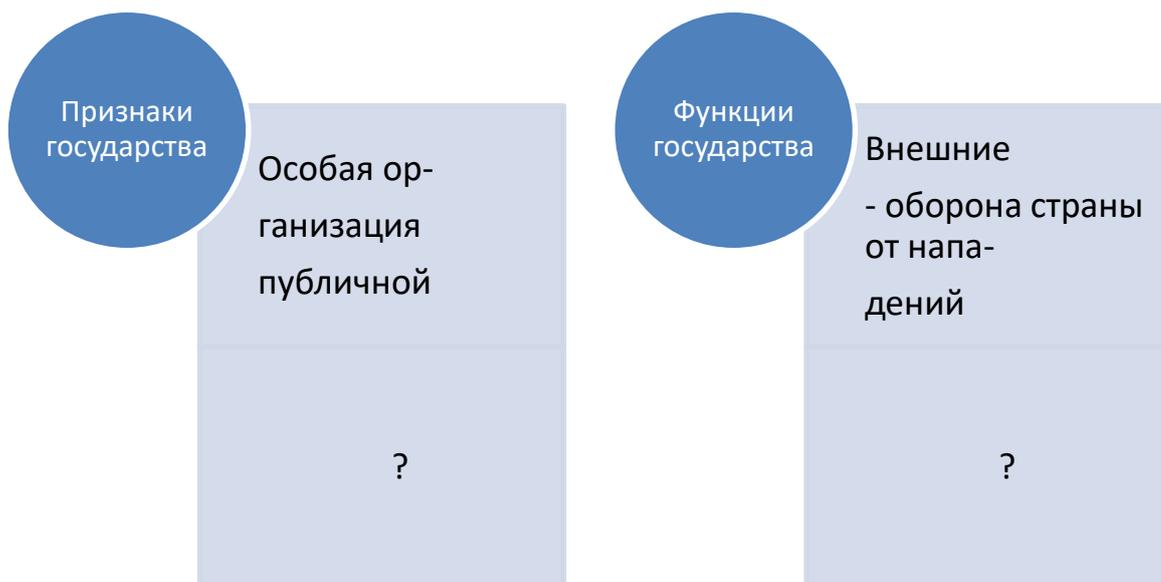 Признаки
государства
Особая ор-
ганизация
публичной
?
Функции
государства
Внешние
- оборона страны
от напа-
дений
?